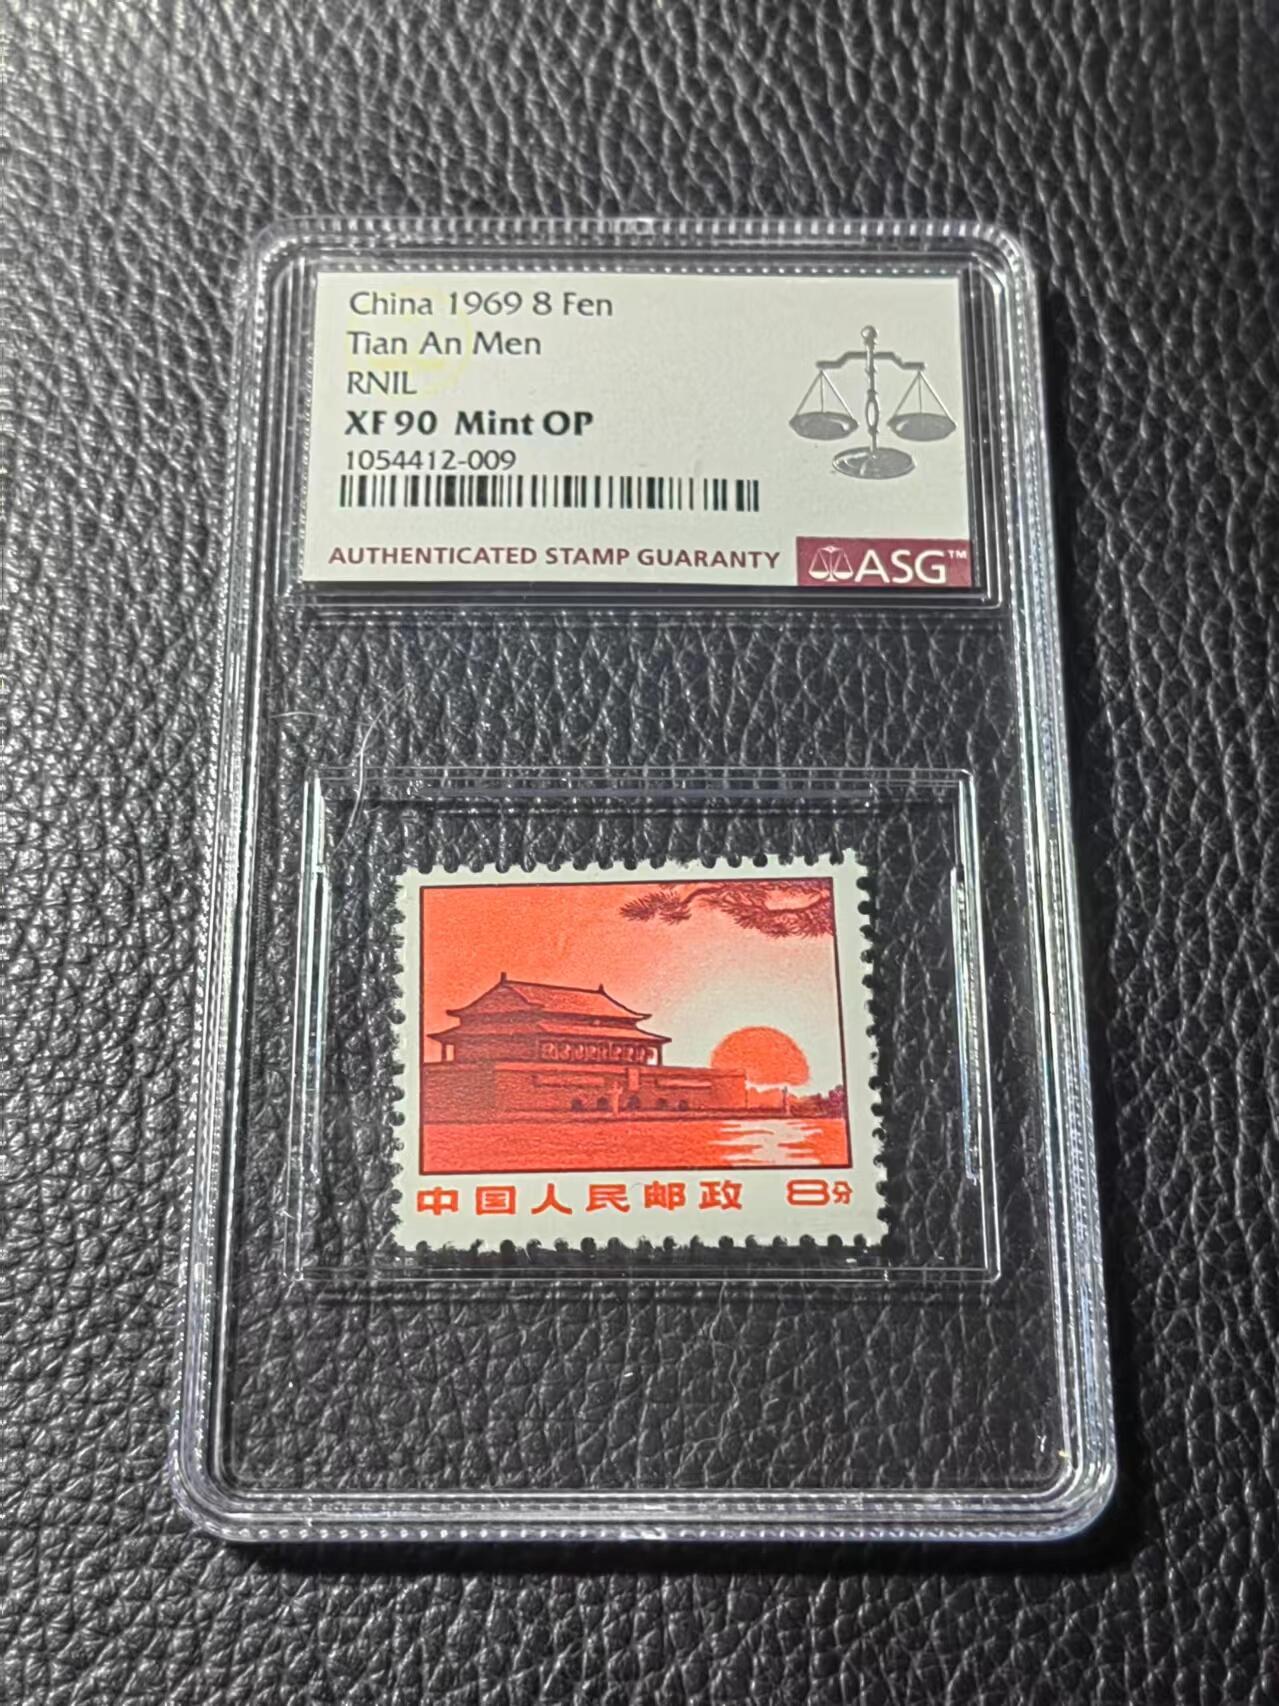 China 1969 8 Fen
Tian An Men
RNIL
XF 90 Mint OP
1054412-009
AUTHENTICATED STAMP GUARANTY
ASG™
中国人民邮政 8分